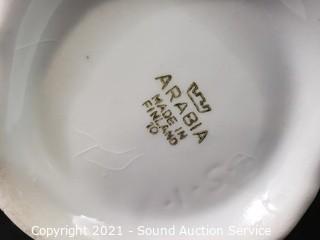 ARABIA
MADE IN
FINLAND
10
Copyright 2021 - Sound Auction Service